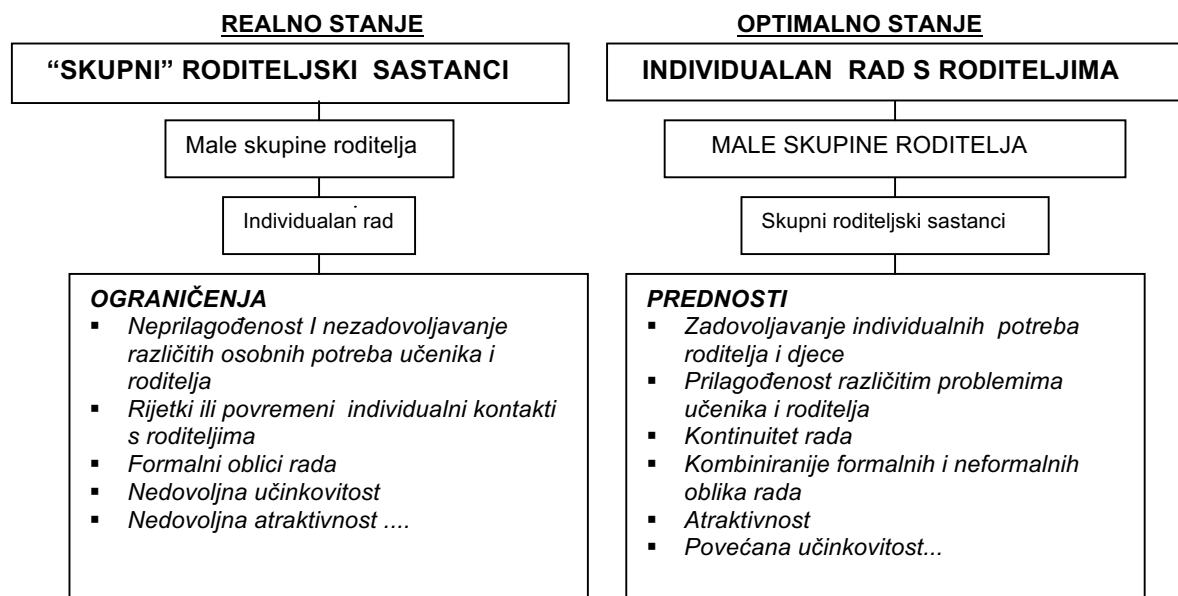 REALNO STANJE
“SKUPNI” RODITELJSKI SASTANCI
Male skupine roditelja
Individualan rad
OGRANIČENJA
▪ Neprilagođenost I nezadovoljavanje
različitih osobnih potreba učenika i
roditelja
▪ Rijetki ili povremeni individualni kontakti
s roditeljima
▪ Formalni oblici rada
▪ Nedovoljna učinkovitost
▪ Nedovoljna atraktivnost ....
OPTIMALNO STANJE
INDIVIDUALAN RAD S RODITELJIMA
MALE SKUPINE RODITELJA
Skupni roditeljski sastanci
PREDNOSTI
▪ Zadovoljavanje individualnih potreba
roditelja i djece
▪ Prilagođenost različitim problemima
učenika i roditelja
▪ Kontinuitet rada
▪ Kombiniranije formalnih i neformalnih
oblika rada
▪ Atraktivnost
▪ Povećana učinkovitost...